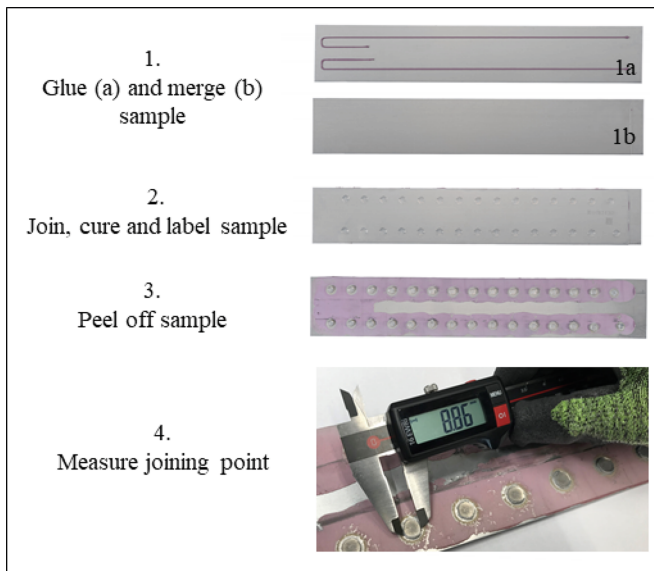 1.
Glue (a) and merge (b)
sample
1a
1b
2.
Join, cure and label sample
3.
Peel off sample
4.
Measure joining point
8.86
MENU